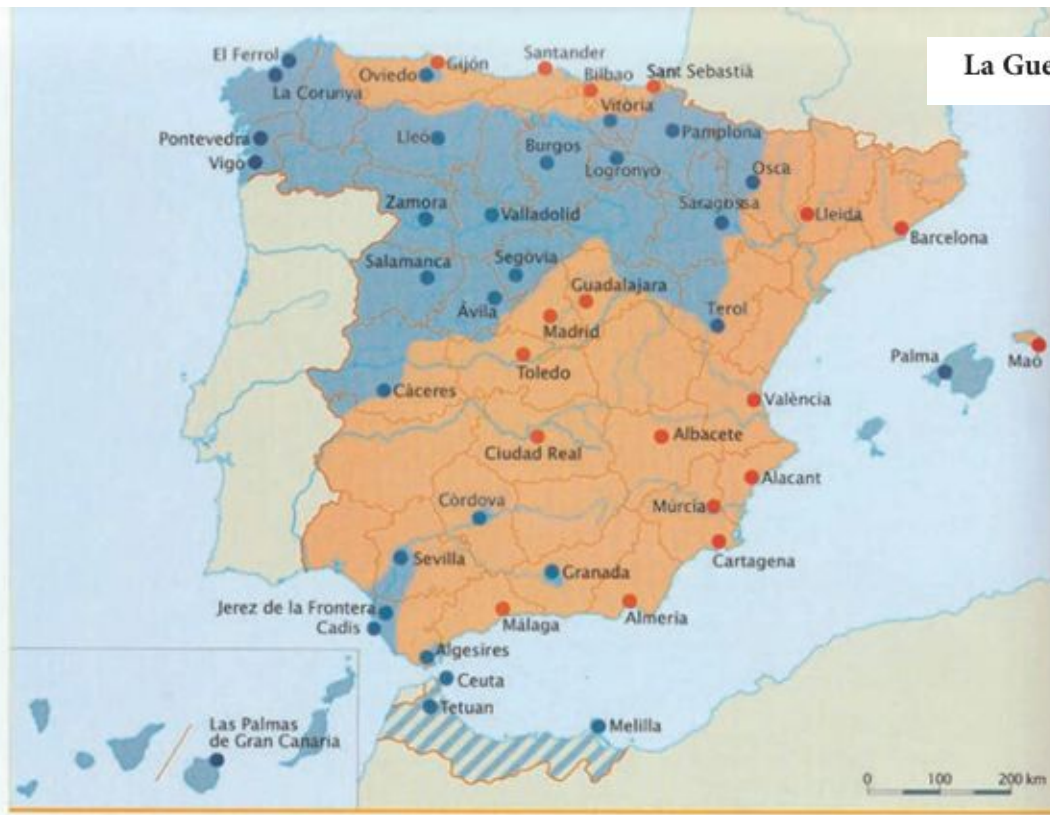 La Gue
El Ferrol
Gijón
Santander
Oviedo
Bilbao
Sant Sebastià
La Corunya
Vitòria
Pontevedra
Lleó
Burgos
Pamplona
Vigo
Logronyo
Osca
Zamora
Valladolid
Saragossa
Lleida
Barcelona
Salamanca
Segòvia
Guadalajara
Àvila
Terol
Madrid
Palma
Maó
Toledo
Càceres
València
Ciudad Real
Albacete
Alacant
Còrdova
Múrcia
Sevilla
Granada
Cartagena
Jerez de la Frontera
Cadis
Málaga
Almeria
Algesires
Ceuta
Tetuan
Melilla
Las Palmas
de Gran Canària
0 100 200 km